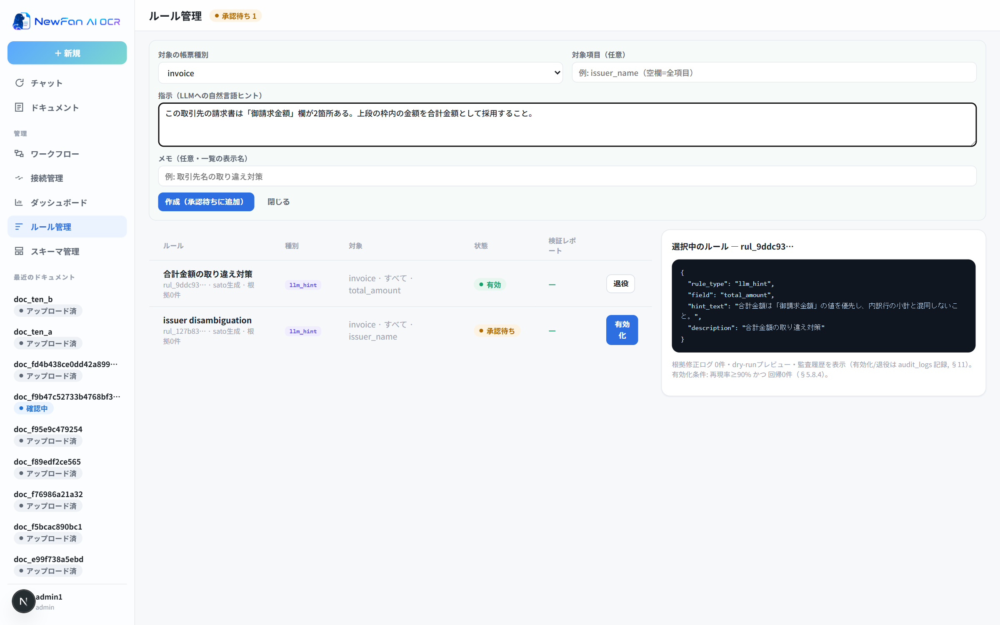 NewFan AI OCR
＋ 新規
チャット
ドキュメント
管理
ワークフロー
接続管理
ダッシュボード
ルール管理
スキーマ管理
最近のドキュメント
doc_ten_b
アップロード済
doc_ten_a
アップロード済
doc_fd4b438ce0dd42a899…
アップロード済
doc_f9b47c52733b4768bf3…
確認中
doc_f95e9c479254
アップロード済
doc_f89edf2ce565
アップロード済
doc_f76986a21a32
アップロード済
doc_f5bcac890bc1
アップロード済
doc_e99f738a5ebd
アップロード済
N
admin1
admin
ルール管理
承認待ち 1
対象の帳票種別
invoice
対象項目（任意）
例: issuer_name（空欄=全項目）
指示（LLMへの自然言語ヒント）
この取引先の請求書は「御請求金額」欄が2箇所ある。上段の枠内の金額を合計金額として採用すること。
メモ（任意・一覧の表示名）
例: 取引先名の取り違え対策
作成（承認待ちに追加）
閉じる
ルール
種別
対象
状態
検証レポ
ート
合計金額の取り違え対策
rul_9ddc93… · sato生成 · 根
拠0件
llm_hint
invoice · すべて ·
total_amount
有効
—
退役
issuer disambiguation
rul_127b83… · sato生成 · 根
拠0件
llm_hint
invoice · すべて ·
issuer_name
承認待ち
—
有効
化
選択中のルール — rul_9ddc93…
{
"rule_type": "llm_hint",
"field": "total_amount",
"hint_text": "合計金額は「御請求金額」の値を優先し、内訳行の小計と混同しないこ
と。",
"description": "合計金額の取り違え対策"
}
根拠修正ログ 0件・dry-runプレビュー・監査履歴を表示（有効化/退役は audit_logs 記録, §11）。
有効化条件: 再現率≥90% かつ 回帰0件（§5.8.4）。